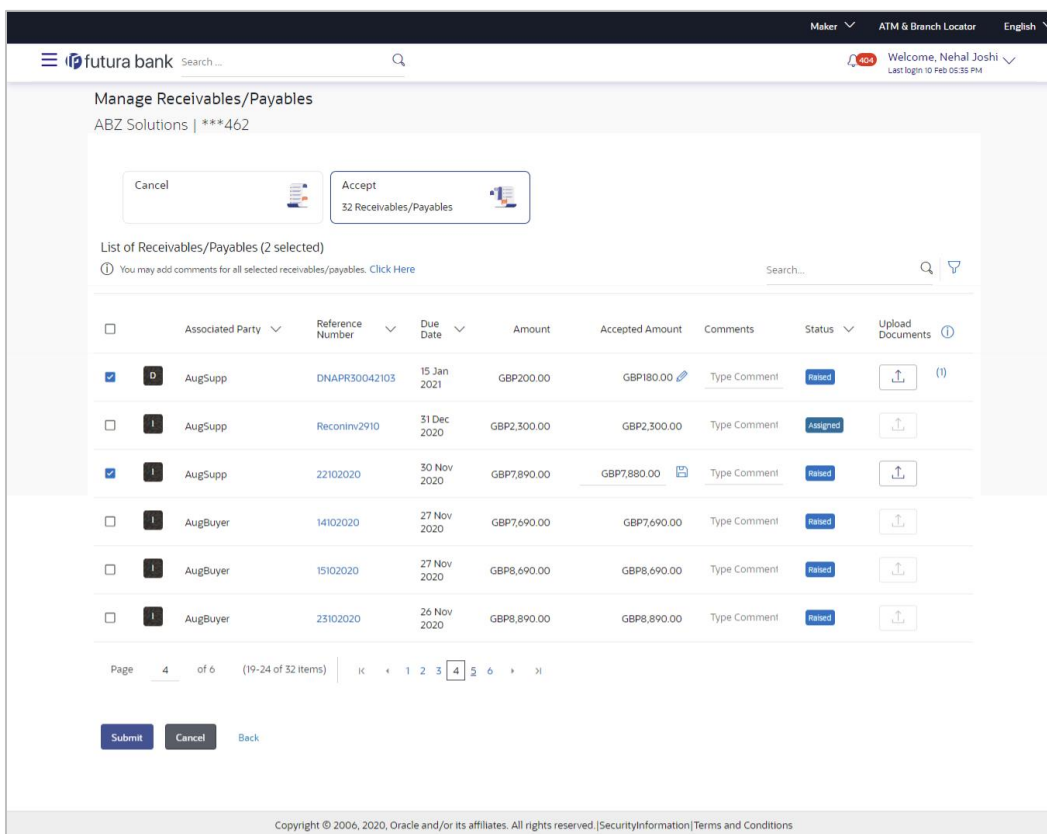 Maker ATM & Branch Locator English
futura bank Search ... 404 Welcome, Nehal Joshi
Last login 10 Feb 05:35 PM
Manage Receivables/Payables
ABZ Solutions | ***462
Cancel Accept
32 Receivables/Payables
List of Receivables/Payables (2 selected)
You may add comments for all selected receivables/payables. Click Here Search...
Associated Party Reference Number Due Date Amount Accepted Amount Comments Status Upload Documents
D AugSupp DNAPR30042103 15 Jan 2021 GBP200.00 GBP180.00 Type Comment Raised (1)
I AugSupp Reconinv2910 31 Dec 2020 GBP2,300.00 GBP2,300.00 Type Comment Assigned
I AugSupp 22102020 30 Nov 2020 GBP7,890.00 GBP7,880.00 Type Comment Raised
I AugBuyer 14102020 27 Nov 2020 GBP7,690.00 GBP7,690.00 Type Comment Raised
I AugBuyer 15102020 27 Nov 2020 GBP8,690.00 GBP8,690.00 Type Comment Raised
I AugBuyer 23102020 26 Nov 2020 GBP8,890.00 GBP8,890.00 Type Comment Raised
Page 4 of 6 (19-24 of 32 items) 1 2 3 4 5 6
Submit Cancel Back
Copyright © 2006, 2020, Oracle and/or its affiliates. All rights reserved.|SecurityInformation|Terms and Conditions